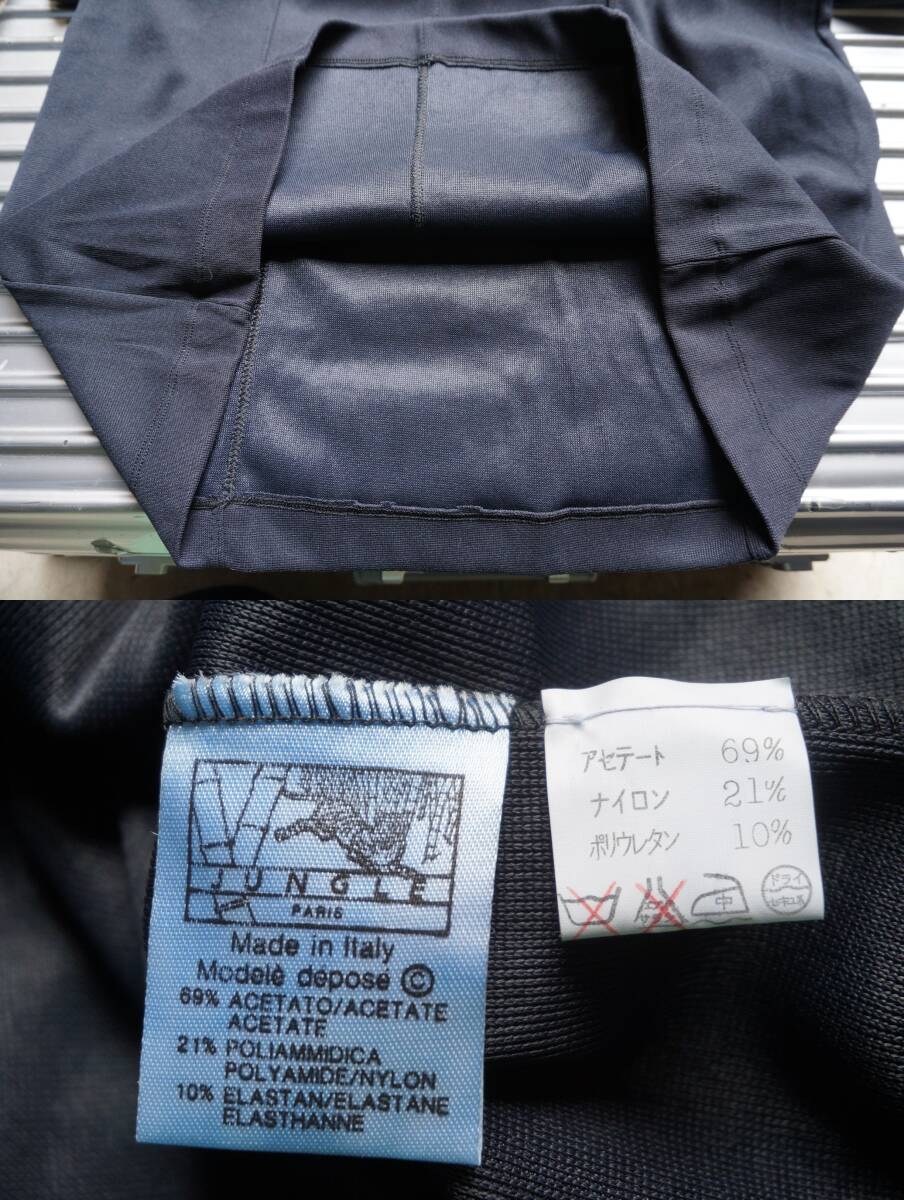 JUNGLE
PARIS
Made in Italy
Modelè deposé ©
69% ACETATO/ACETATE
ACETATE
21% POLIAMMIDICA
POLYAMIDE/NYLON
10% ELASTAN/ELASTANE
ELASTHANNE
アセテート 69%
ナイロン 21%
ポリウレタン 10%
中
ドライ